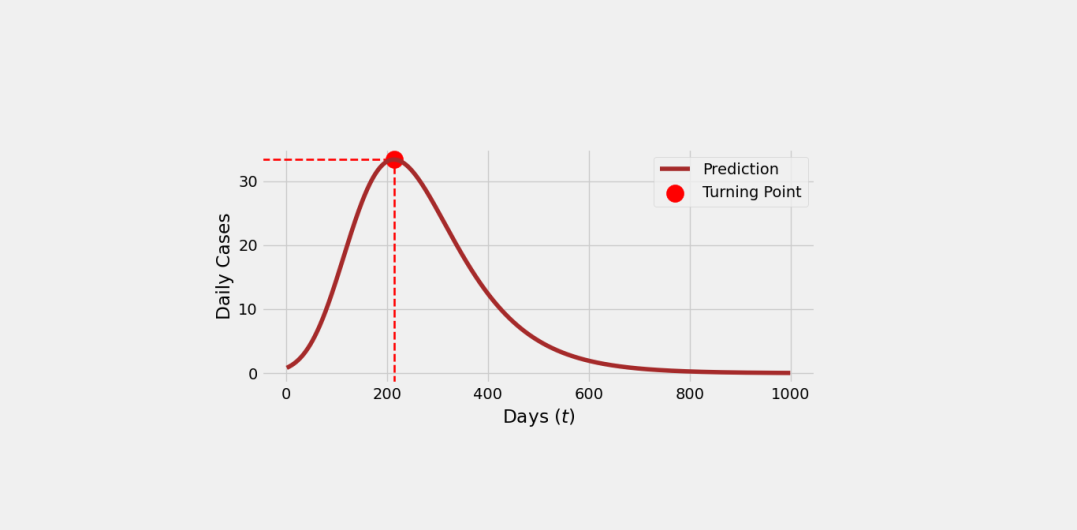 Prediction
Turning Point
30
20
10
0
Daily Cases
0 200 400 600 800 1000
Days (t)